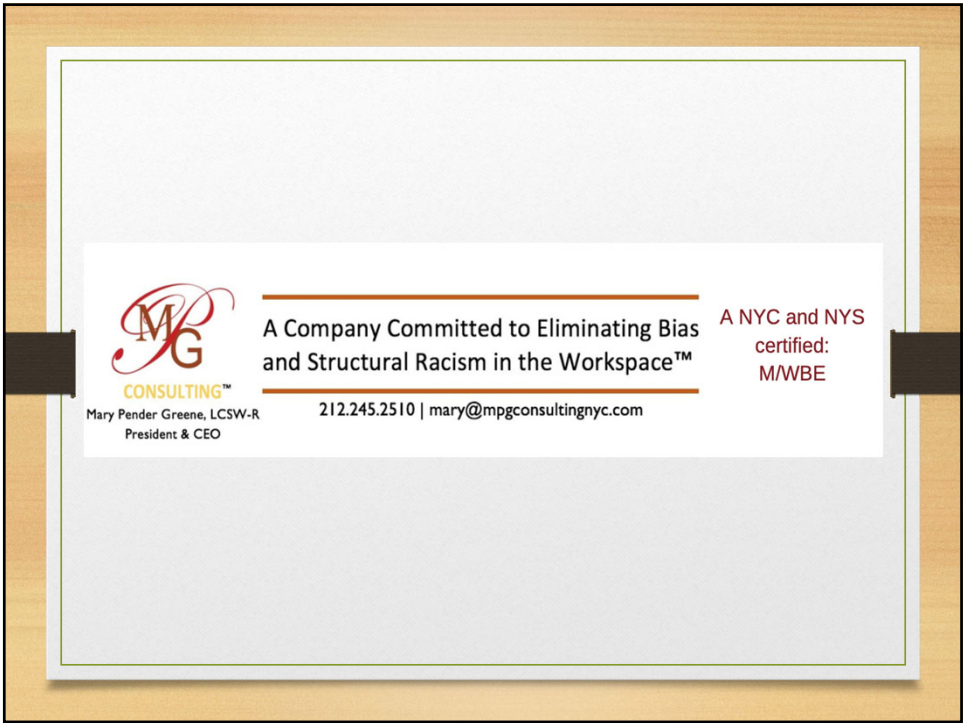 MPG
CONSULTING™
Mary Pender Greene, LCSW-R
President & CEO
A Company Committed to Eliminating Bias
and Structural Racism in the Workspace™
212.245.2510 | mary@mpgconsultingnyc.com
A NYC and NYS
certified:
M/WBE